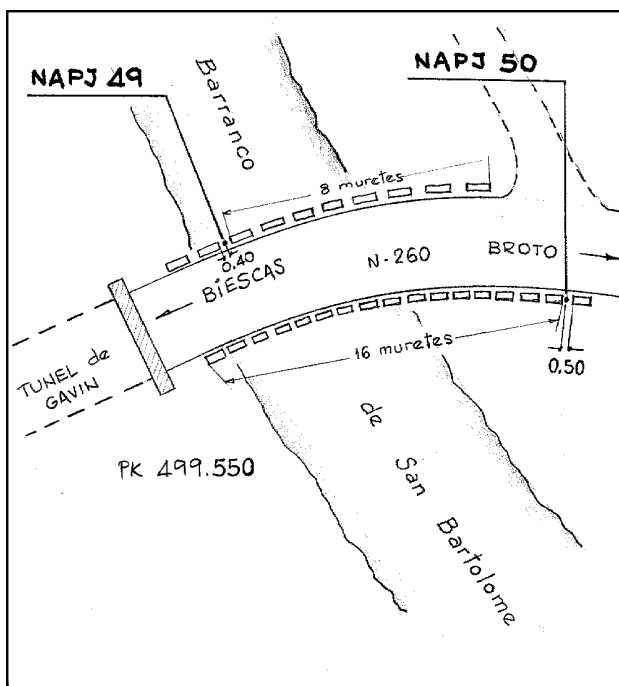 NAPJ 49
NAPJ 50
Barranco
8 muretes
0.40
BIESCAS
N-260
BROTO
16 muretes
0,50
TUNEL de
GAVIN
PK 499.550
de San Bartolome